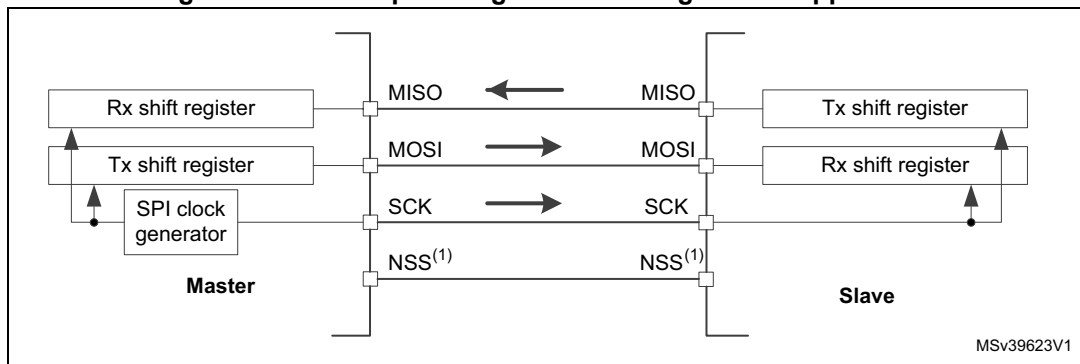 MISO MISO
Rx shift register Tx shift register
MOSI MOSI
Tx shift register Rx shift register
SCK SCK
SPI clock
generator
NSS(1) NSS(1)
Master Slave
MSv39623V1